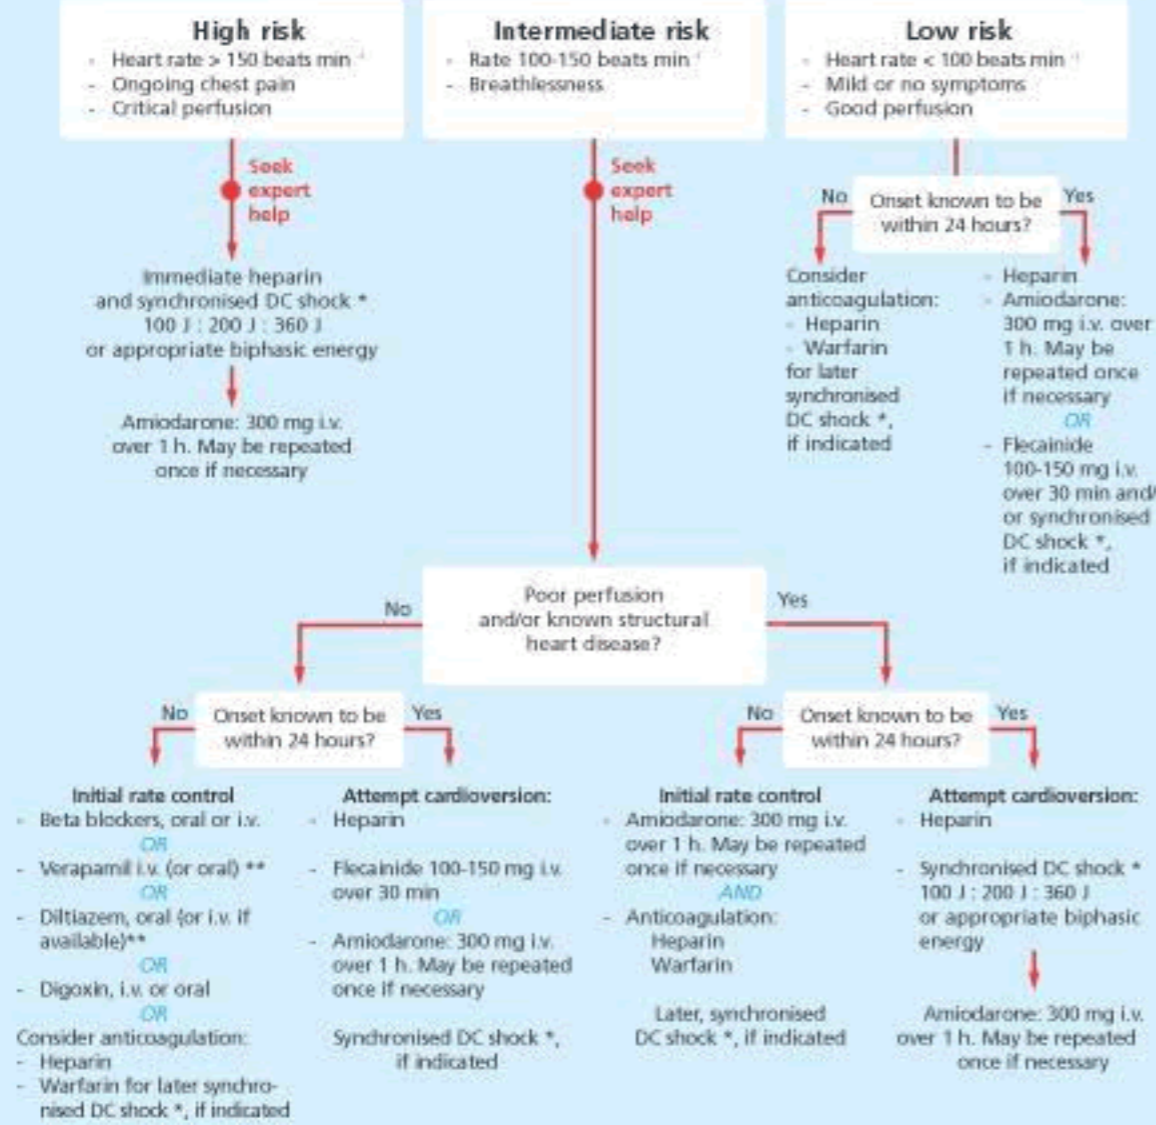 High risk
- Heart rate > 150 beats min
- Ongoing chest pain
- Critical perfusion
Intermediate risk
- Rate 100-150 beats min
- Breathlessness
Low risk
- Heart rate < 100 beats min
- Mild or no symptoms
- Good perfusion
Seek
expert
help
Immediate heparin
and synchronised DC shock *
100 J : 200 J : 360 J
or appropriate biphasic energy
Amiodarone: 300 mg i.v.
over 1 h. May be repeated
once if necessary
Seek
expert
help
No
Onset known to be
within 24 hours?
Yes
Consider
anticoagulation:
- Heparin
- Warfarin
for later
synchronised
DC shock *,
if indicated
- Heparin
- Amiodarone:
300 mg i.v. over
1 h. May be
repeated once
if necessary
OR
- Flecainide
100-150 mg i.v.
over 30 min and/
or synchronised
DC shock *,
if indicated
No
Poor perfusion
and/or known structural
heart disease?
Yes
No
Onset known to be
within 24 hours?
Yes
No
Onset known to be
within 24 hours?
Yes
Initial rate control
- Beta blockers, oral or i.v.
OR
- Verapamil i.v. (or oral) **
OR
- Diltiazem, oral (or i.v. if
available)**
OR
- Digoxin, i.v. or oral
OR
Consider anticoagulation:
- Heparin
- Warfarin for later synchro-
nised DC shock *, if indicated
Attempt cardioversion:
- Heparin
- Flecainide 100-150 mg i.v.
over 30 min
OR
- Amiodarone: 300 mg i.v.
over 1 h. May be repeated
once if necessary
Synchronised DC shock *,
if indicated
Initial rate control
- Amiodarone: 300 mg i.v.
over 1 h. May be repeated
once if necessary
AND
- Anticoagulation:
Heparin
Warfarin
Later, synchronised
DC shock *, if indicated
Attempt cardioversion:
- Heparin
- Synchronised DC shock *
100 J : 200 J : 360 J
or appropriate biphasic
energy
Amiodarone: 300 mg i.v.
over 1 h. May be repeated
once if necessary